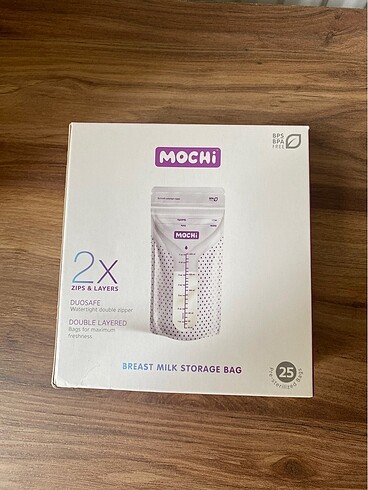 BPS
BPA
FREE
MOCHi
MOCHi
2X
ZIPS & LAYERS
DUOSAFE
Watertight double zipper
DOUBLE LAYERED
Bags for maximum
freshness
BREAST MILK STORAGE BAG
25
Pre-sterilized Bags